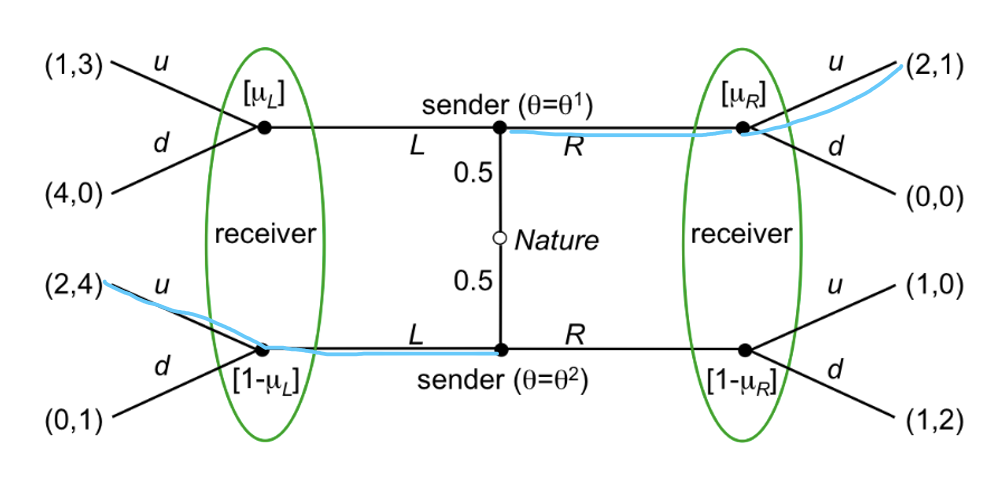 (1,3) u [μL] sender (θ=θ¹) [μR] u (2,1)
d L R d
0.5
(4,0) (0,0)
receiver Nature receiver
0.5
(2,4) u u (1,0)
L R
d [1-μL] sender (θ=θ²) [1-μR] d
(0,1) (1,2)